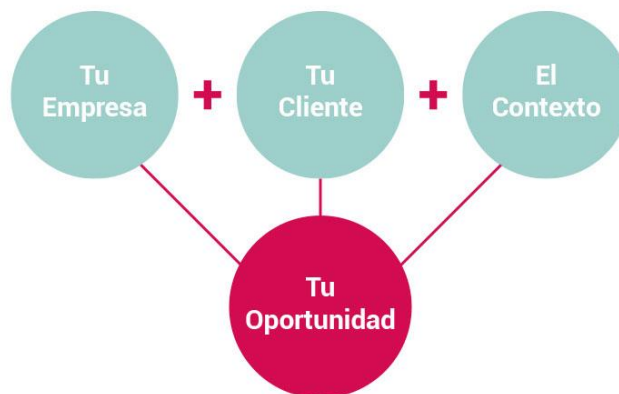 Tu
Empresa
+
Tu
Cliente
+
El
Contexto
Tu
Oportunidad